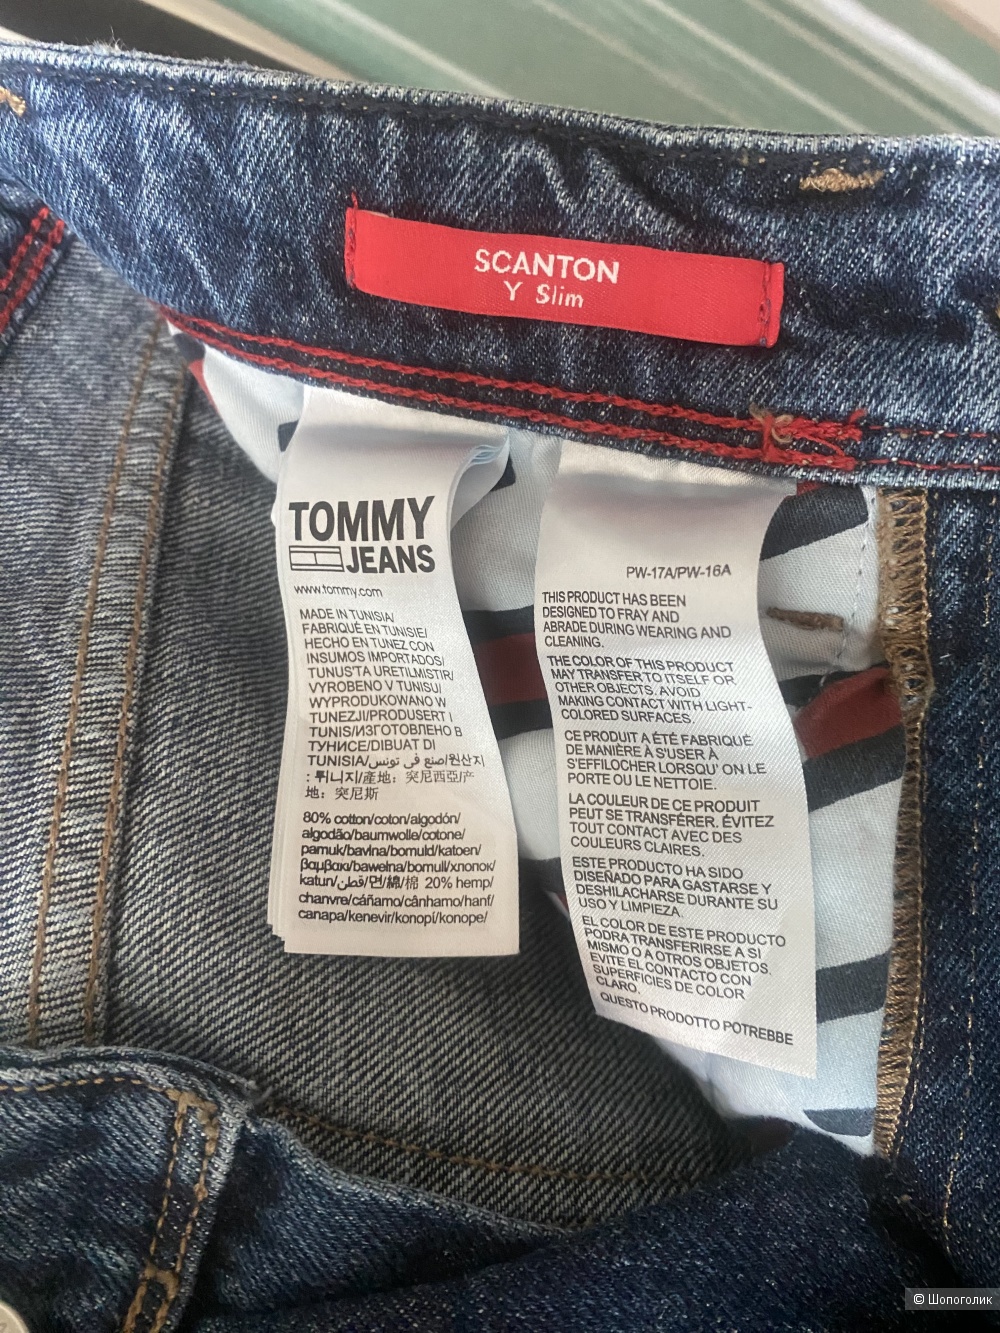 SCANTON
Y Slim
TOMMY
JEANS
www.tommy.com
MADE IN TUNISIA/
FABRIQUÉ EN TUNISIE/
HECHO EN TUNEZ CON
INSUMOS IMPORTADOS/
TUNUS'TA URETILMISTIR/
VYROBENO V TUNISU/
WYPRODUKOWANO W
TUNEZJI/PRODUSERT I
TUNIS/ИЗГОТОВЛЕНО В
ТУНИСЕ/DIBUAT DI
TUNISIA/صنع في تونس/원산지
: 튀니지/產地：突尼西亞/产
地：突尼斯
80% cotton/coton/algodón/
algodão/baumwolle/cotone/
pamuk/bavlna/bomuld/katoen/
βαμβακι/bawełna/bomull/хлопок/
katun/قطن/면/綿/棉 20% hemp/
chanvre/cáñamo/cânhamo/hanf/
canapa/kenevir/konopí/konope/
PW-17A/PW-16A
THIS PRODUCT HAS BEEN
DESIGNED TO FRAY AND
ABRADE DURING WEARING AND
CLEANING.
THE COLOR OF THIS PRODUCT
MAY TRANSFER TO ITSELF OR
OTHER OBJECTS. AVOID
MAKING CONTACT WITH LIGHT-
COLORED SURFACES.
CE PRODUIT A ÉTÉ FABRIQUÉ
DE MANIÈRE À S'USER À
S'EFFILOCHER LORSQU' ON LE
PORTE OU LE NETTOIE.
LA COULEUR DE CE PRODUIT
PEUT SE TRANSFÉRER. ÉVITEZ
TOUT CONTACT AVEC DES
COULEURS CLAIRES.
ESTE PRODUCTO HA SIDO
DISEÑADO PARA GASTARSE Y
DESHILACHARSE DURANTE SU
USO Y LIMPIEZA.
EL COLOR DE ESTE PRODUCTO
PODRA TRANSFERIRSE A SI
MISMO O A OTROS OBJETOS.
EVITE EL CONTACTO CON
SUPERFICIES DE COLOR
CLARO.
QUESTO PRODOTTO POTREBBE
© Шопоголик